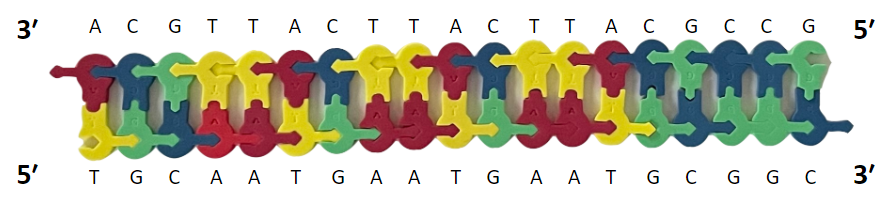 3′ A C G T T A C T T A C T T A C G C C G 5′
5′ T G C A A T G A A T G A A T G C G G C 3′